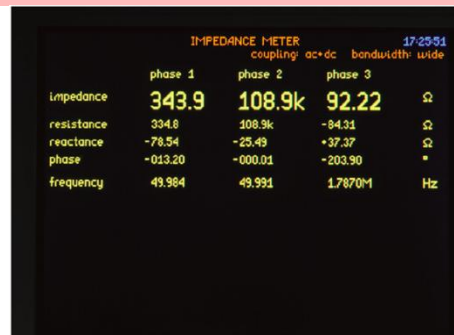 IMPEDANCE METER 17:25:51
coupling: ac+dc bandwidth: wide
phase 1 phase 2 phase 3
impedance 343.9 108.9k 92.22 Ω
resistance 334.8 108.9k -84.31 Ω
reactance -78.54 -25.49 +37.37 Ω
phase -013.20 -000.01 -203.90 °
frequency 49.984 49.991 1.7870M Hz